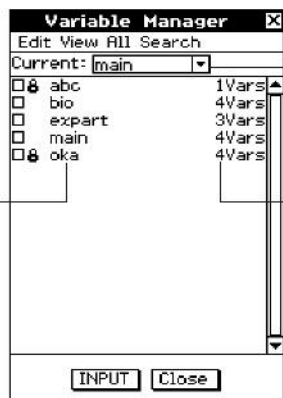 Variable Manager
Edit View All Search
Current: main
abc 1Vars
bio 4Vars
expart 3Vars
main 4Vars
oka 4Vars
INPUT Close